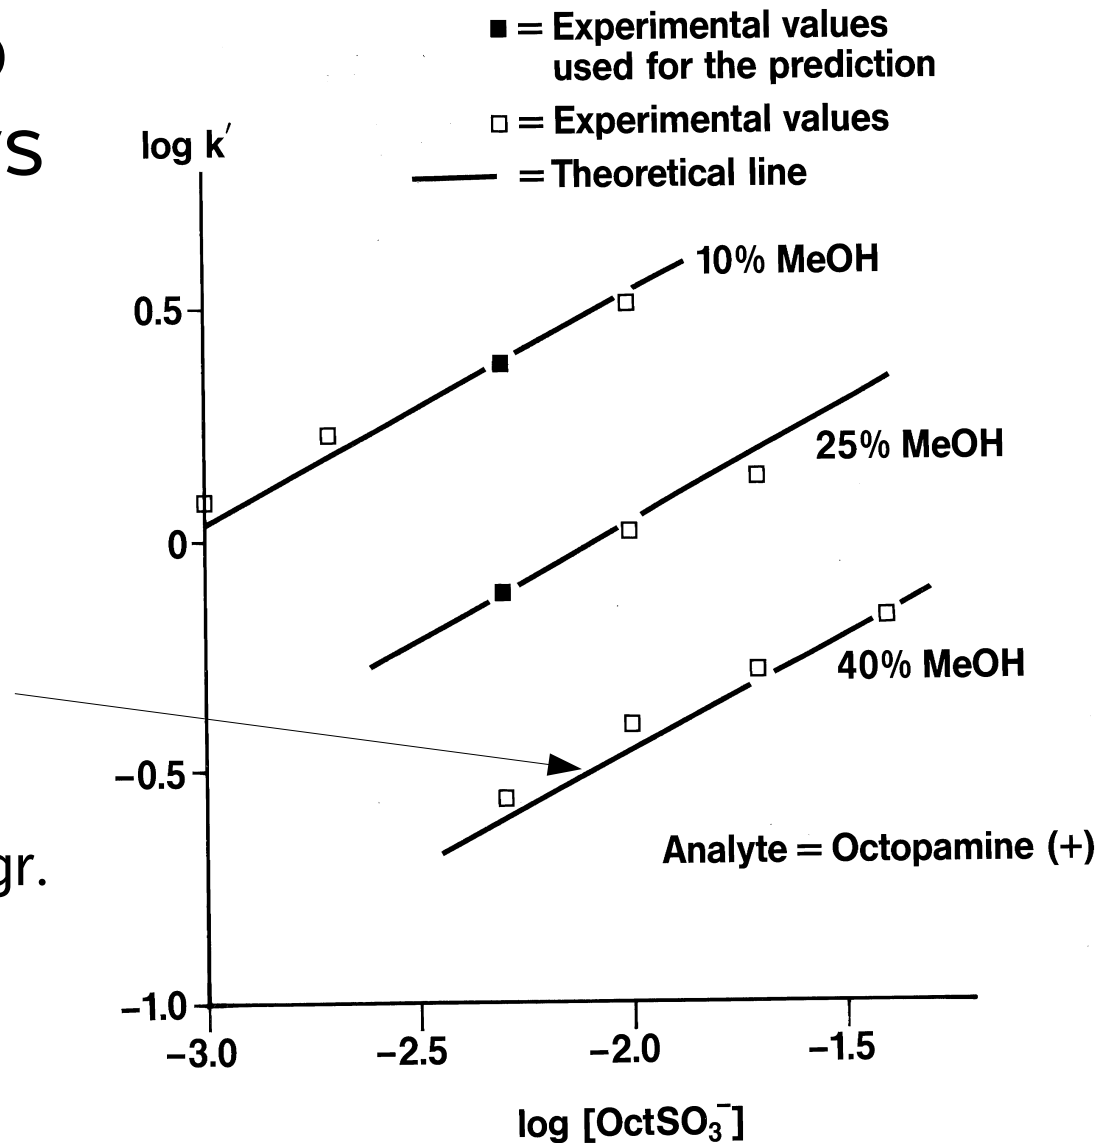 ■ = Experimental values
used for the prediction
□ = Experimental values
— = Theoretical line
log k′
10% MeOH
0.5
25% MeOH
0
40% MeOH
−0.5
Analyte = Octopamine (+)
gr.
−1.0
−3.0 −2.5 −2.0 −1.5
log [OctSO₃⁻]